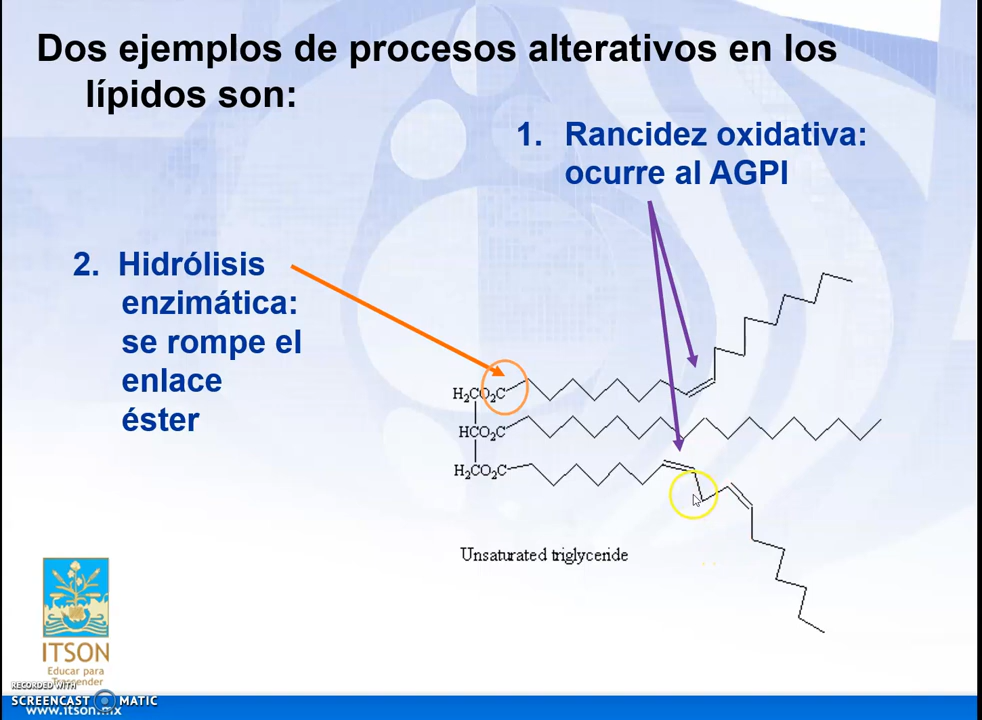 Dos ejemplos de procesos alterativos en los
lípidos son:
1. Rancidez oxidativa:
ocurre al AGPI
2. Hidrólisis
enzimática:
se rompe el
enlace
éster
H₂CO₂C
HCO₂C
H₂CO₂C
Unsaturated triglyceride
ITSON
Educar para
Trascender
RECORDED WITH
SCREENCAST MATIC
www.itson.mx